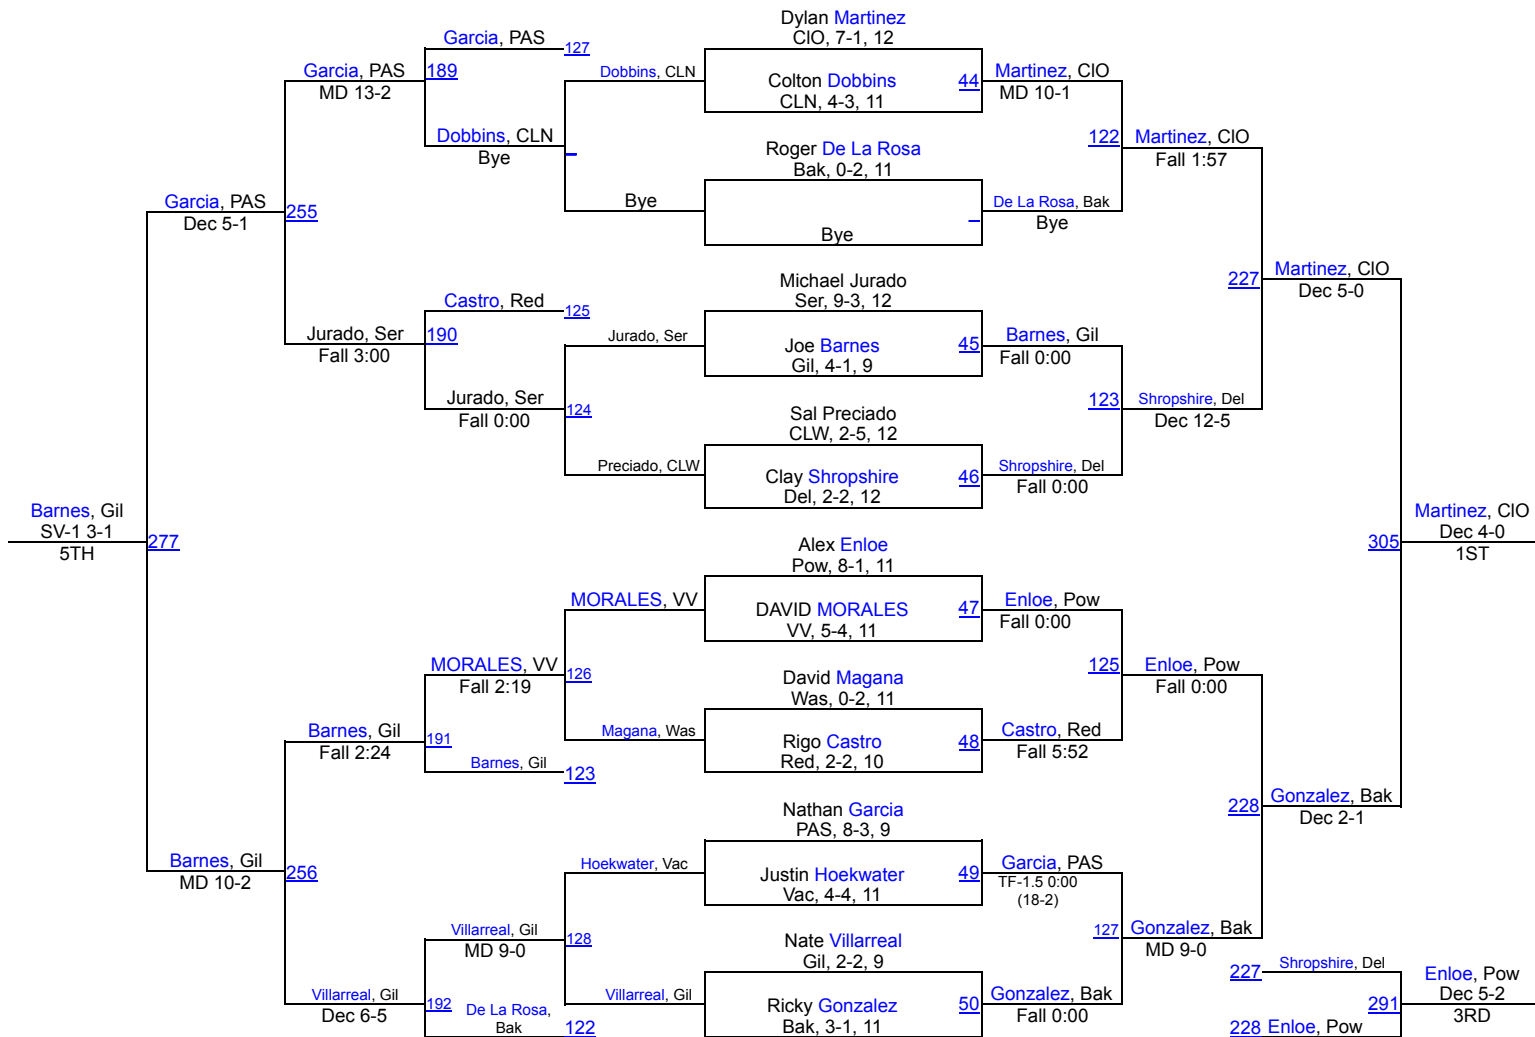 Garcia, PAS
127
Garcia, PAS
MD 13-2
189
Dobbins, CLN
Bye
Dobbins, CLN
Bye
Garcia, PAS
Dec 5-1
255
Castro, Red
125
Jurado, Ser
Fall 3:00
190
Jurado, Ser
Fall 0:00
124
Jurado, Ser
Preciado, CLW
Barnes, Gil
SV-1 3-1
5TH
277
MORALES, VV
MORALES, VV
Fall 2:19
126
Magana, Was
Barnes, Gil
Fall 2:24
191
Barnes, Gil
123
Barnes, Gil
MD 10-2
256
Hoekwater, Vac
Villarreal, Gil
MD 9-0
128
Villarreal, Gil
Villarreal, Gil
Dec 6-5
192
De La Rosa,
Bak
122
Dylan Martinez
ClO, 7-1, 12
Colton Dobbins
CLN, 4-3, 11
44
Martinez, ClO
MD 10-1
Roger De La Rosa
Bak, 0-2, 11
Bye
De La Rosa, Bak
Bye
122
Martinez, ClO
Fall 1:57
Michael Jurado
Ser, 9-3, 12
Joe Barnes
Gil, 4-1, 9
45
Barnes, Gil
Fall 0:00
Sal Preciado
CLW, 2-5, 12
Clay Shropshire
Del, 2-2, 12
46
Shropshire, Del
Fall 0:00
123
Shropshire, Del
Dec 12-5
227
Martinez, ClO
Dec 5-0
Alex Enloe
Pow, 8-1, 11
DAVID MORALES
VV, 5-4, 11
47
Enloe, Pow
Fall 0:00
David Magana
Was, 0-2, 11
Rigo Castro
Red, 2-2, 10
48
Castro, Red
Fall 5:52
125
Enloe, Pow
Fall 0:00
Nathan Garcia
PAS, 8-3, 9
Justin Hoekwater
Vac, 4-4, 11
49
Garcia, PAS
TF-1.5 0:00
(18-2)
Nate Villarreal
Gil, 2-2, 9
Ricky Gonzalez
Bak, 3-1, 11
50
Gonzalez, Bak
Fall 0:00
127
Gonzalez, Bak
MD 9-0
228
Gonzalez, Bak
Dec 2-1
305
Martinez, ClO
Dec 4-0
1ST
227
Shropshire, Del
228
Enloe, Pow
291
Enloe, Pow
Dec 5-2
3RD